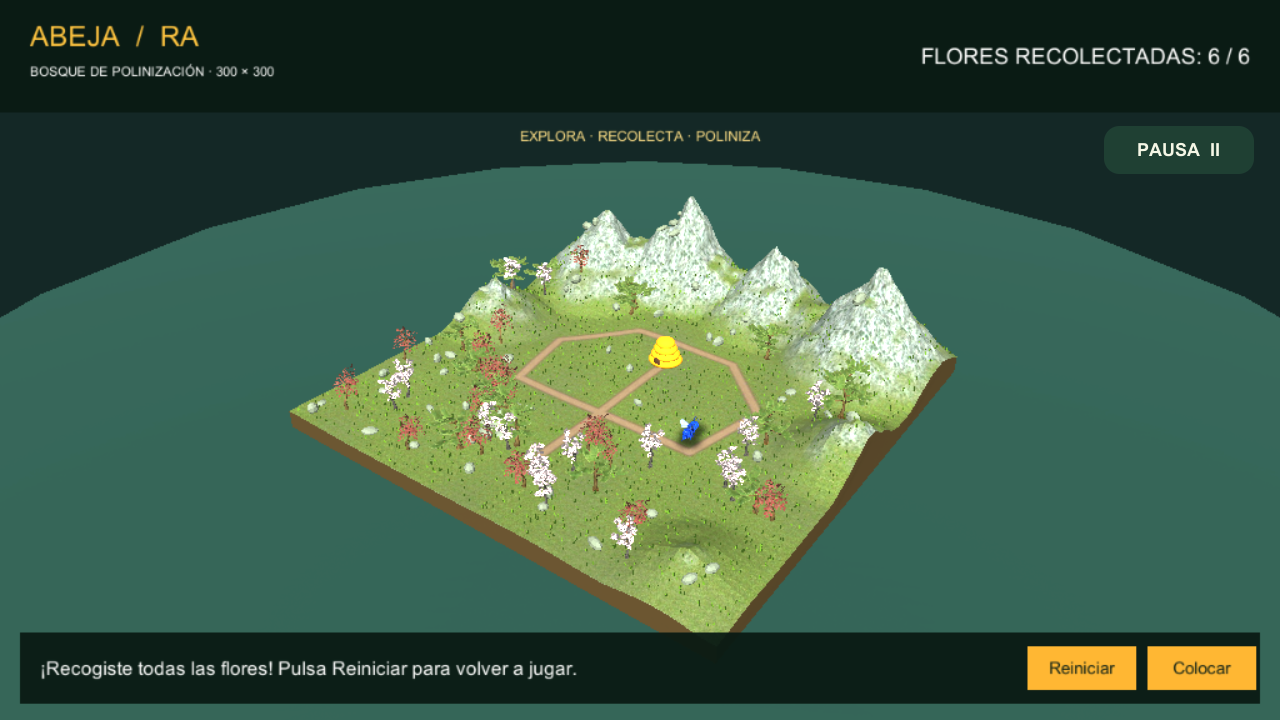 ABEJA / RA
BOSQUE DE POLINIZACIÓN · 300 × 300
FLORES RECOLECTADAS: 6 / 6
EXPLORA · RECOLECTA · POLINIZA
PAUSA II
¡Recogiste todas las flores! Pulsa Reiniciar para volver a jugar.
Reiniciar
Colocar